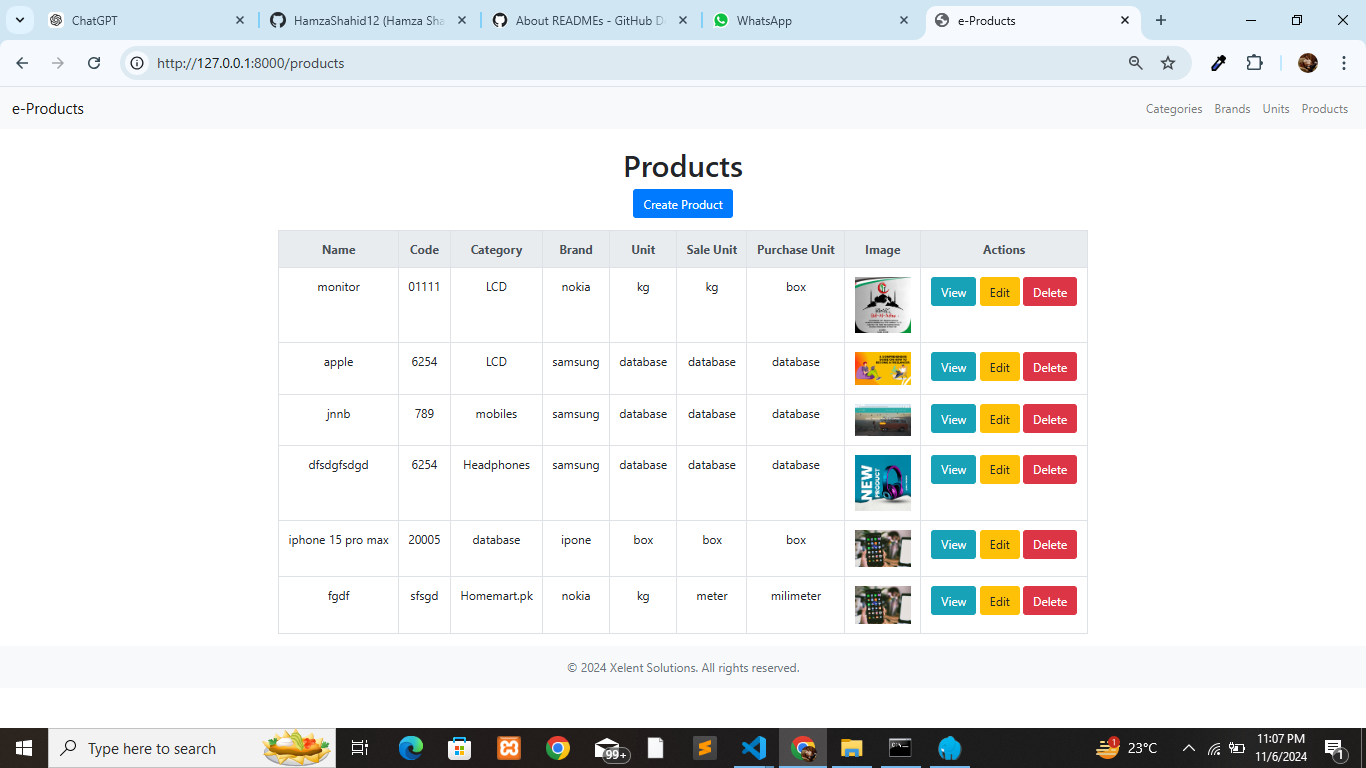 ChatGPT
HamzaShahid12 (Hamza Sha
About READMEs - GitHub D
WhatsApp
e-Products
http://127.0.0.1:8000/products
e-Products
Categories Brands Units Products
Products
Create Product
Name Code Category Brand Unit Sale Unit Purchase Unit Image Actions
monitor 01111 LCD nokia kg kg box View Edit Delete
apple 6254 LCD samsung database database database View Edit Delete
jnnb 789 mobiles samsung database database database View Edit Delete
dfsdgfsdgd 6254 Headphones samsung database database database NEW PRODUCT View Edit Delete
iphone 15 pro max 20005 database ipone box box box View Edit Delete
fgdf sfsgd Homemart.pk nokia kg meter milimeter View Edit Delete
© 2024 Xelent Solutions. All rights reserved.
Type here to search
99+
1
23°C
11:07 PM
11/6/2024
1